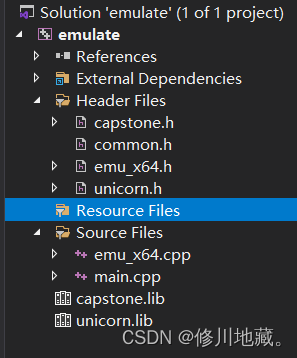 Solution 'emulate' (1 of 1 project)
emulate
References
External Dependencies
Header Files
capstone.h
common.h
emu_x64.h
unicorn.h
Resource Files
Source Files
emu_x64.cpp
main.cpp
capstone.lib
unicorn.lib
CSDN @修川地藏。